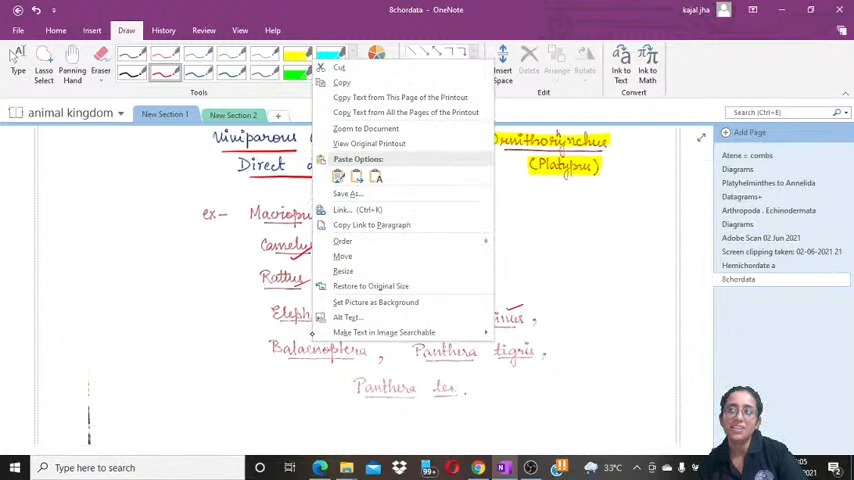 8chordata - OneNote
kajal jha
File Home Insert Draw History Review View Help
Share
Type
Lasso Select
Panning Hand
Eraser
Insert Space
Delete
Arrange
Rotate
Ink to Text
Ink to Math
Tools
Edit
Convert
animal kingdom
New Section 1
New Section 2
Search (Ctrl+E)
Viviparous
Ornithorynchus
Direct
(Platypus)
ex-
Camelus
Rattus
Balaenoptera , Panthera tigris ,
Panthera leo .
Cut
Copy
Copy Text from This Page of the Printout
Copy Text from All the Pages of the Printout
Zoom to Document
View Original Printout
Paste Options:
Save As...
Link... (Ctrl+K)
Copy Link to Paragraph
Order
Move
Resize
Restore to Original Size
Set Picture as Background
Alt Text...
Make Text in Image Searchable
Add Page
Atene = combs
Diagrams
Platyhelminthes to Annelida
Datagrams+
Arthropoda . Echinodermata
Diagrams
Adobe Scan 02 Jun 2021
Screen clipping taken: 02-06-2021 21
Hemichordate a
8chordata
Type here to search
99+
33°C